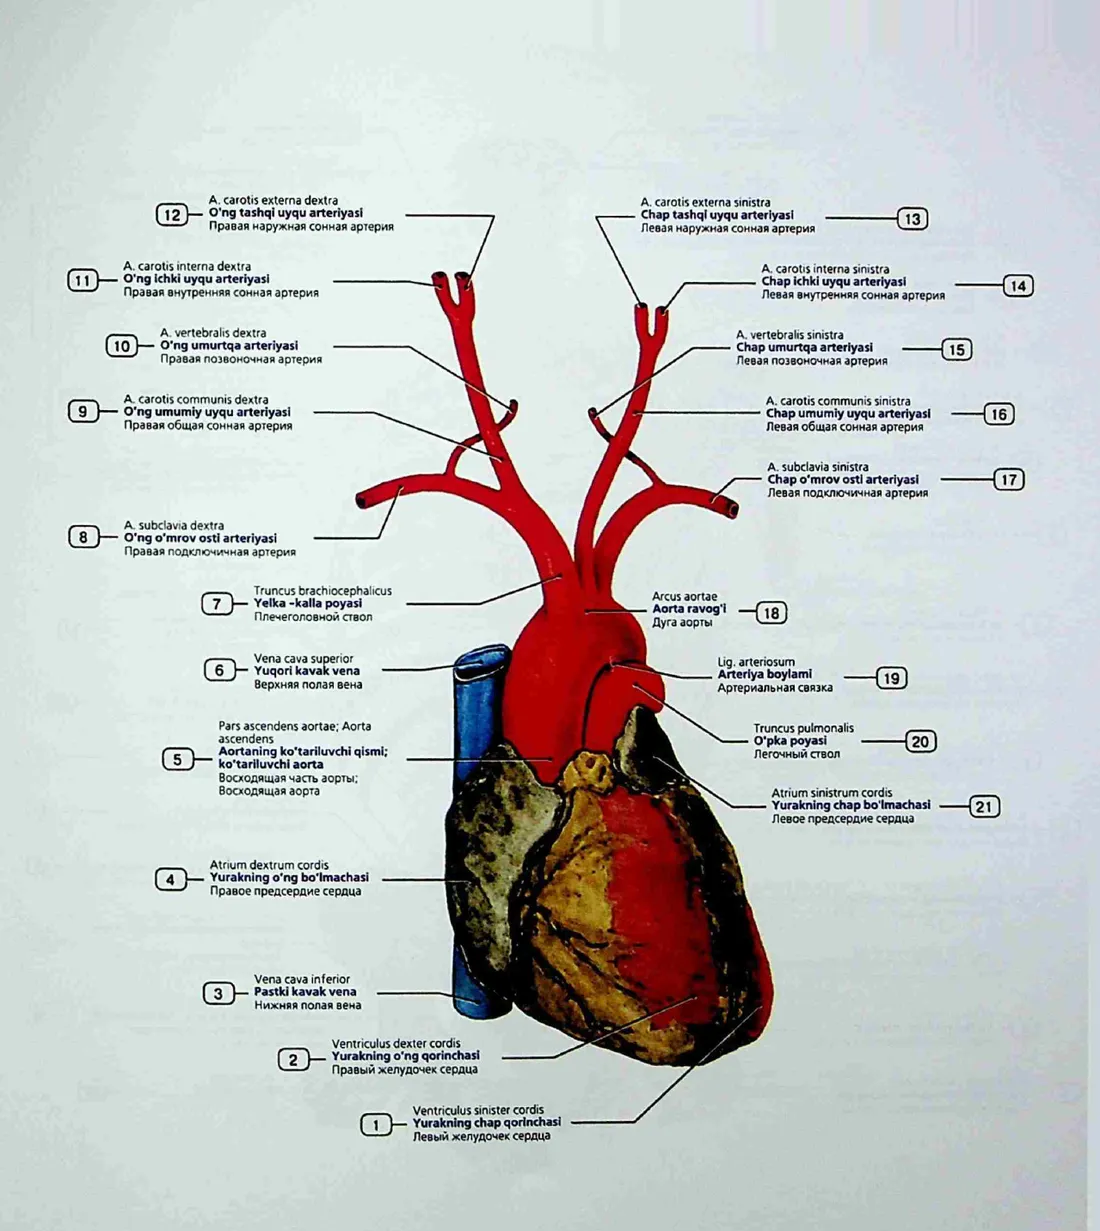 12
A. carotis externa dextra
O'ng tashqi uyqu arteriyasi
Правая наружная сонная артерия
11
A. carotis interna dextra
O'ng ichki uyqu arteriyasi
Правая внутренняя сонная артерия
10
A. vertebralis dextra
O'ng umurtqa arteriyasi
Правая позвоночная артерия
9
A. carotis communis dextra
O'ng umumiy uyqu arteriyasi
Правая общая сонная артерия
8
A. subclavia dextra
O'ng o'mrov osti arteriyasi
Правая подключичная артерия
7
Truncus brachiocephalicus
Yelka -kalla poyasi
Плечеголовной ствол
6
Vena cava superior
Yuqori kavak vena
Верхняя полая вена
5
Pars ascendens aortae; Aorta
ascendens
Aortaning ko'tariluvchi qismi;
ko'tariluvchi aorta
Восходящая часть аорты;
Восходящая аорта
4
Atrium dextrum cordis
Yurakning o'ng bo'lmachasi
Правое предсердие сердца
3
Vena cava inferior
Pastki kavak vena
Нижняя полая вена
2
Ventriculus dexter cordis
Yurakning o'ng qorinchasi
Правый желудочек сердца
1
Ventriculus sinister cordis
Yurakning chap qorinchasi
Левый желудочек сердца
A. carotis externa sinistra
Chap tashqi uyqu arteriyasi
Левая наружная сонная артерия
13
A. carotis interna sinistra
Chap ichki uyqu arteriyasi
Левая внутренняя сонная артерия
14
A. vertebralis sinistra
Chap umurtqa arteriyasi
Левая позвоночная артерия
15
A. carotis communis sinistra
Chap umumiy uyqu arteriyasi
Левая общая сонная артерия
16
A. subclavia sinistra
Chap o'mrov osti arteriyasi
Левая подключичная артерия
17
Arcus aortae
Aorta ravog'i
Дуга аорты
18
Lig. arteriosum
Arteriya boylami
Артериальная связка
19
Truncus pulmonalis
O'pka poyasi
Легочный ствол
20
Atrium sinistrum cordis
Yurakning chap bo'lmachasi
Левое предсердие сердца
21